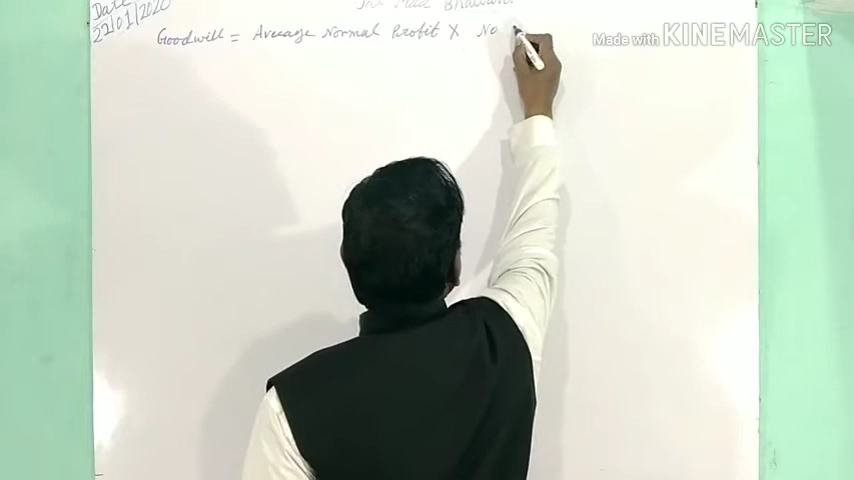 Date
22/01/2020
Goodwill = Average Normal Profit X No
Made with KINEMASTER